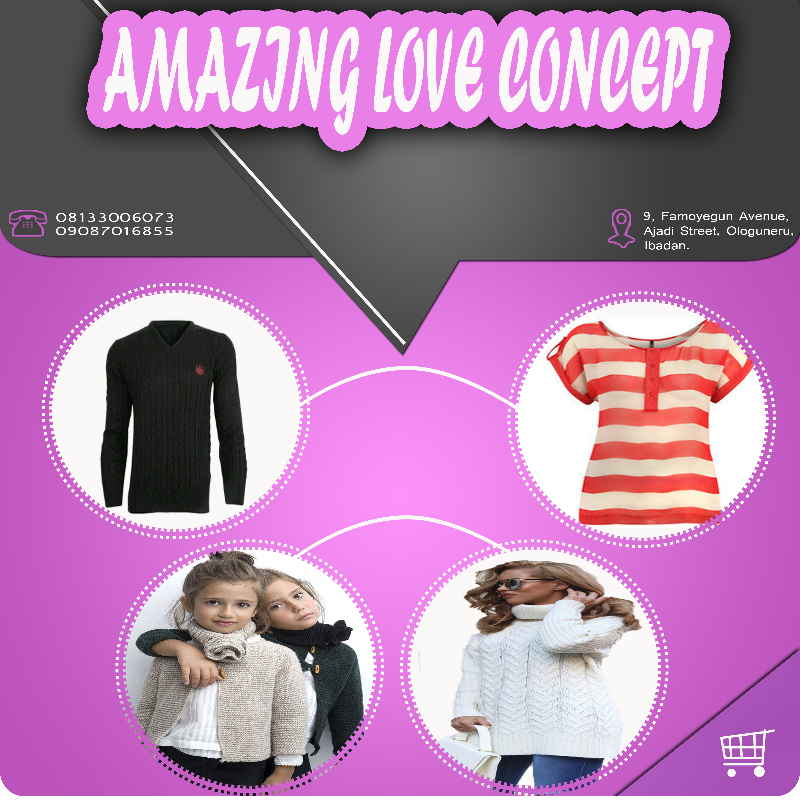 AMAZING LOVE CONCEPT
08133006073
09087016855
9, Famoyegun Avenue,
Ajadi Street, Ologuneru,
Ibadan.